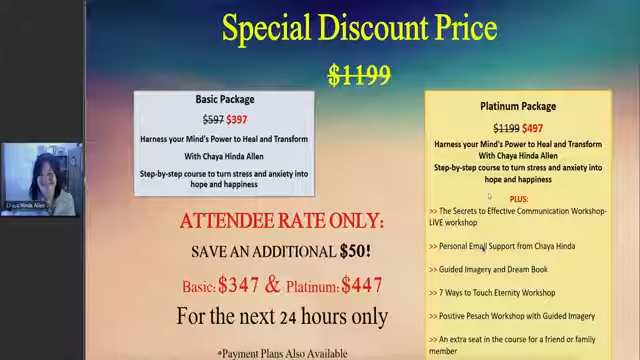 Special Discount Price
$1199
Basic Package
$597 $397
Harness your Mind's Power to Heal and Transform
With Chaya Hinda Allen
Step-by-step course to turn stress and anxiety into
hope and happiness
ATTENDEE RATE ONLY:
SAVE AN ADDITIONAL $50!
Basic: $347 & Platinum: $447
For the next 24 hours only
*Payment Plans Also Available
Platinum Package
$1199 $497
Harness your Mind's Power to Heal and Transform
With Chaya Hinda Allen
Step-by-step course to turn stress and anxiety into
hope and happiness
PLUS:
>> The Secrets to Effective Communication Workshop-
LIVE workshop
>> Personal Email Support from Chaya Hinda
>> Guided Imagery and Dream Book
>> 7 Ways to Touch Eternity Workshop
>> Positive Pesach Workshop with Guided Imagery
>> An extra seat in the course for a friend or family
member
Chaya Hinda Allen